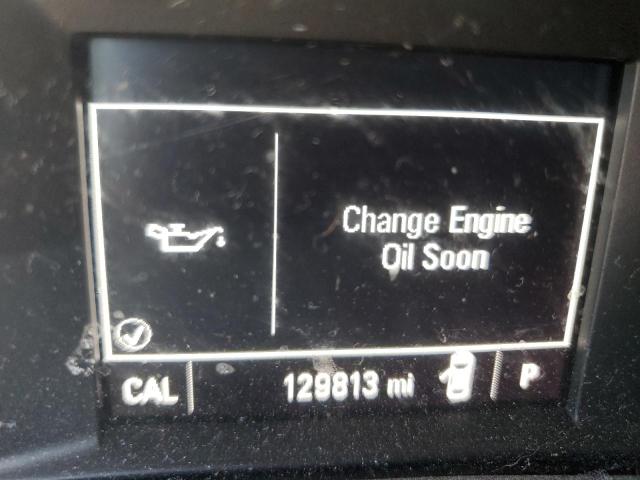 Change Engine
Oil Soon
CAL 129813 mi P